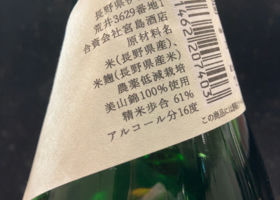 長野県伊
荒井3629番地1
合資会社宮島酒店
原材料名
米(長野県産)、
米麹(長野県産米)
農薬低減栽培
美山錦100%使用
精米歩合 61%
アルコール分16度
この商品には